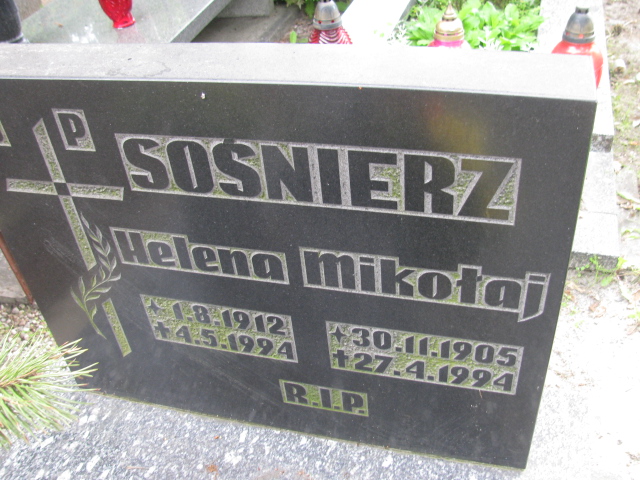 P
SOŚNIERZ
Helena Mikołaj
1.8.1912 30.11.1905
4.5.1994 27.4.1994
R.I.P.